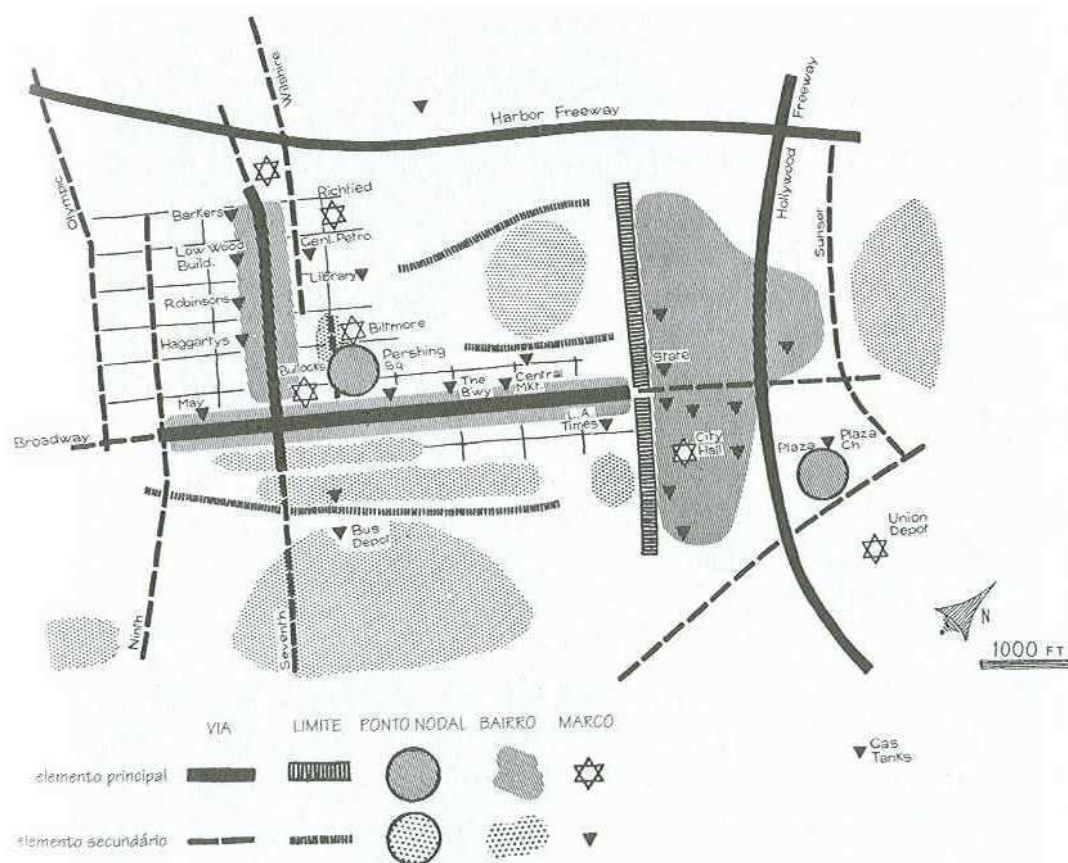 Wilshire
Harbor Freeway
Freeway
Hollywood
Olympic
Sunset
Richfied
Barkers
Genl. Petro.
Low Wood
Build.
Library
Robinsons
Biltmore
Haggartys
Pershing
Sq.
Bullocks
State
The
Bwy
Central
Mkt.
May
L.A.
Times
Broadway
City
Hall
Plaza
Plaza
Ch.
Bus
Depot
Union
Depot
Ninth
Seventh
N
1000 FT
VIA LIMITE PONTO NODAL BAIRRO MARCO
elemento principal
Gas
Tanks
elemento secundário